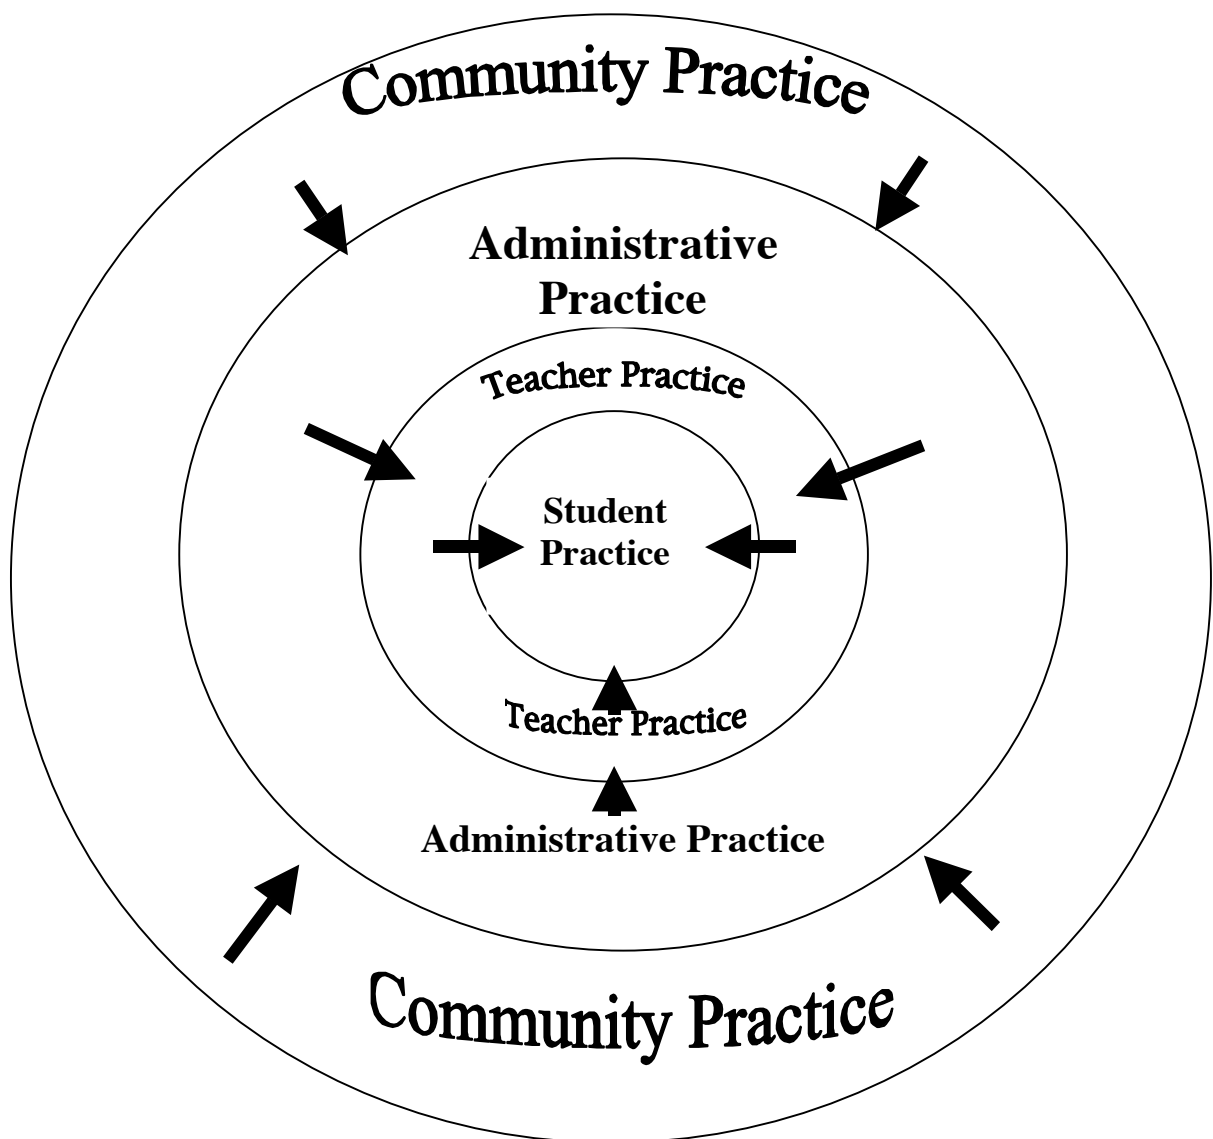 Community Practice
Administrative
Practice
Teacher Practice
Student
Practice
Teacher Practice
Administrative Practice
Community Practice